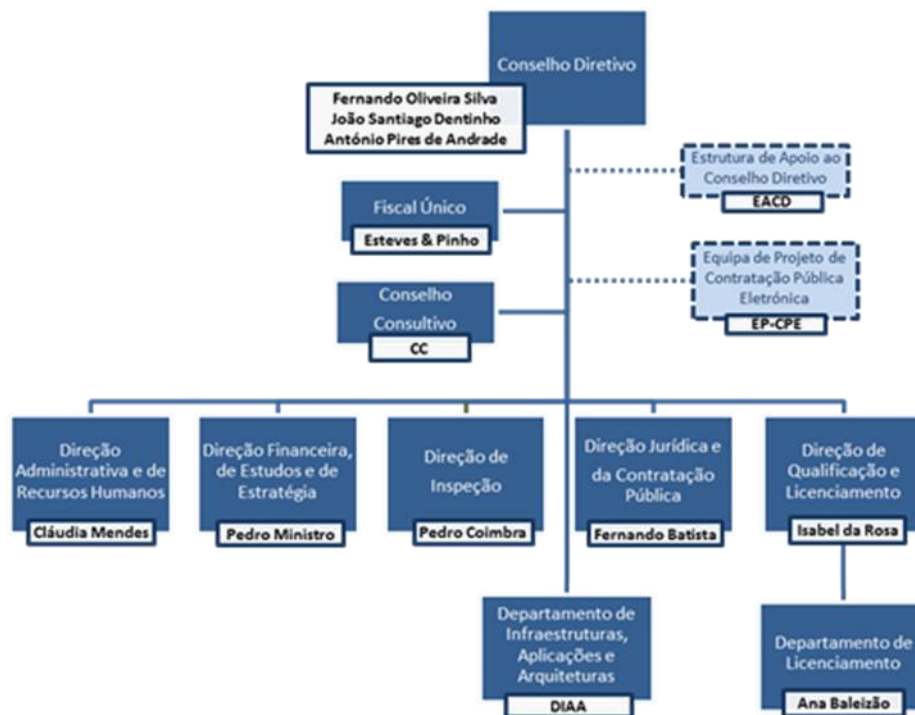 Conselho Diretivo
Fernando Oliveira Silva
João Santiago Dentinho
António Pires de Andrade
Estrutura de Apoio ao
Conselho Diretivo
EACD
Fiscal Único
Esteves & Pinho
Equipa de Projeto de
Contratação Pública
Eletrónica
EP-CPE
Conselho
Consultivo
CC
Direção
Administrativa e de
Recursos Humanos
Cláudia Mendes
Direção Financeira,
de Estudos e de
Estratégia
Pedro Ministro
Direção de
Inspeção
Pedro Coimbra
Direção Jurídica e
da Contratação
Pública
Fernando Batista
Direção de
Qualificação e
Licenciamento
Isabel da Rosa
Departamento de
Infraestruturas,
Aplicações e
Arquiteturas
DIAA
Departamento de
Licenciamento
Ana Baleizão